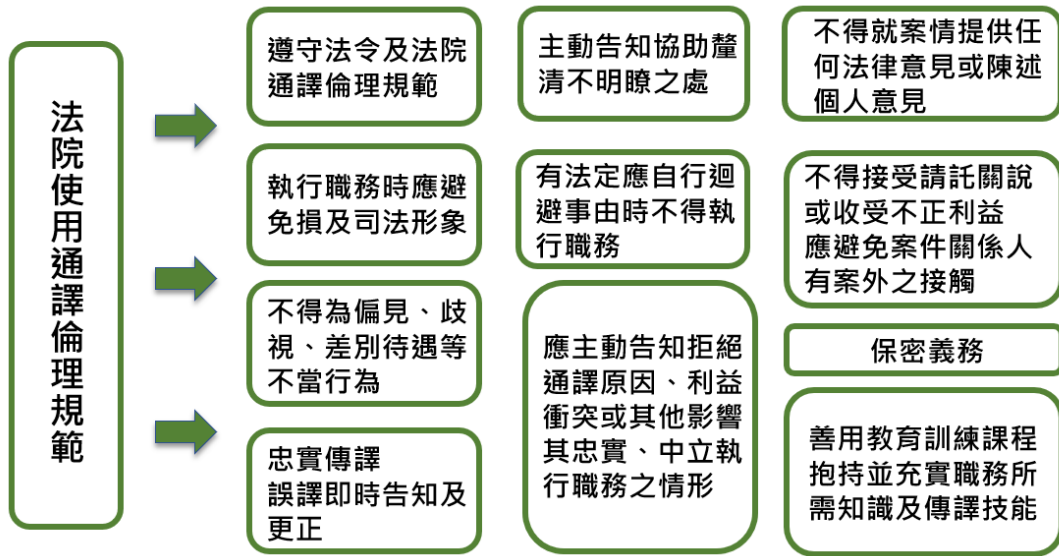 法院使用通譯倫理規範
遵守法令及法院
通譯倫理規範
執行職務時應避
免損及司法形象
不得為偏見、歧
視、差別待遇等
不當行為
忠實傳譯
誤譯即時告知及
更正
主動告知協助釐
清不明瞭之處
有法定應自行迴
避事由時不得執
行職務
應主動告知拒絕
通譯原因、利益
衝突或其他影響
其忠實、中立執
行職務之情形
不得就案情提供任
何法律意見或陳述
個人意見
不得接受請託關說
或收受不正利益
應避免案件關係人
有案外之接觸
保密義務
善用教育訓練課程
抱持並充實職務所
需知識及傳譯技能